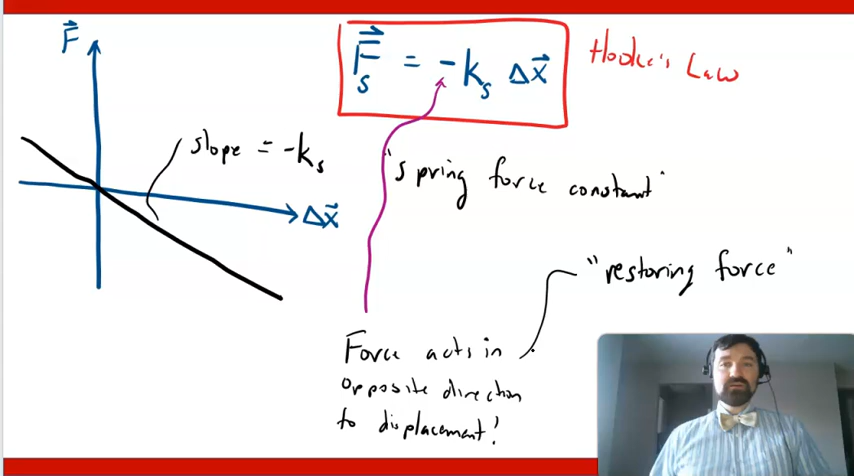 F⃗
F⃗s = -ks Δx⃗
Hooke's Law
slope = -ks
"spring force constant"
Δx⃗
"restoring force"
Force acts in
opposite direction
to displacement!